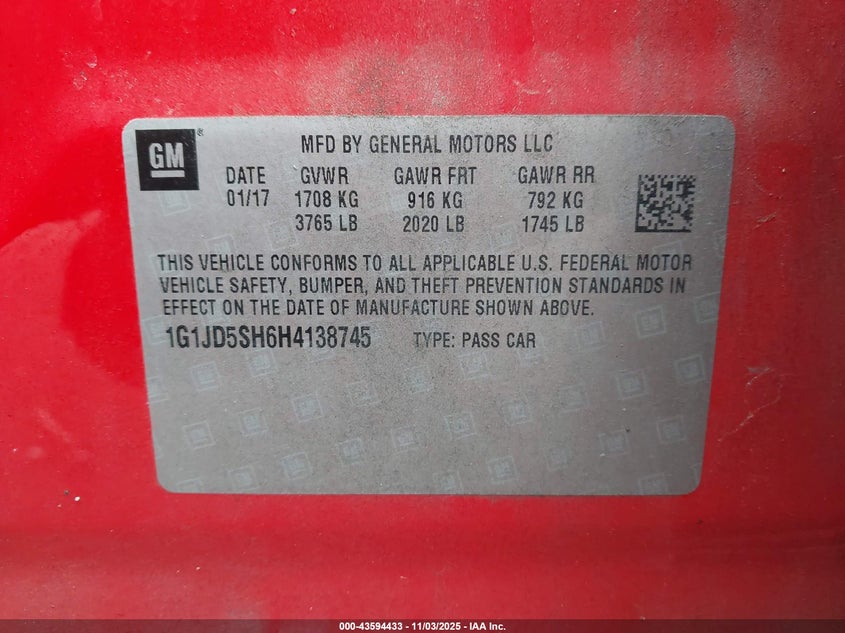 GM®
MFD BY GENERAL MOTORS LLC
DATE GVWR GAWR FRT GAWR RR
01/17 1708 KG 916 KG 792 KG
3765 LB 2020 LB 1745 LB
THIS VEHICLE CONFORMS TO ALL APPLICABLE U.S. FEDERAL MOTOR
VEHICLE SAFETY, BUMPER, AND THEFT PREVENTION STANDARDS IN
EFFECT ON THE DATE OF MANUFACTURE SHOWN ABOVE.
1G1JD5SH6H4138745 TYPE: PASS CAR
000-43594433 - 11/03/2025 - IAA Inc.